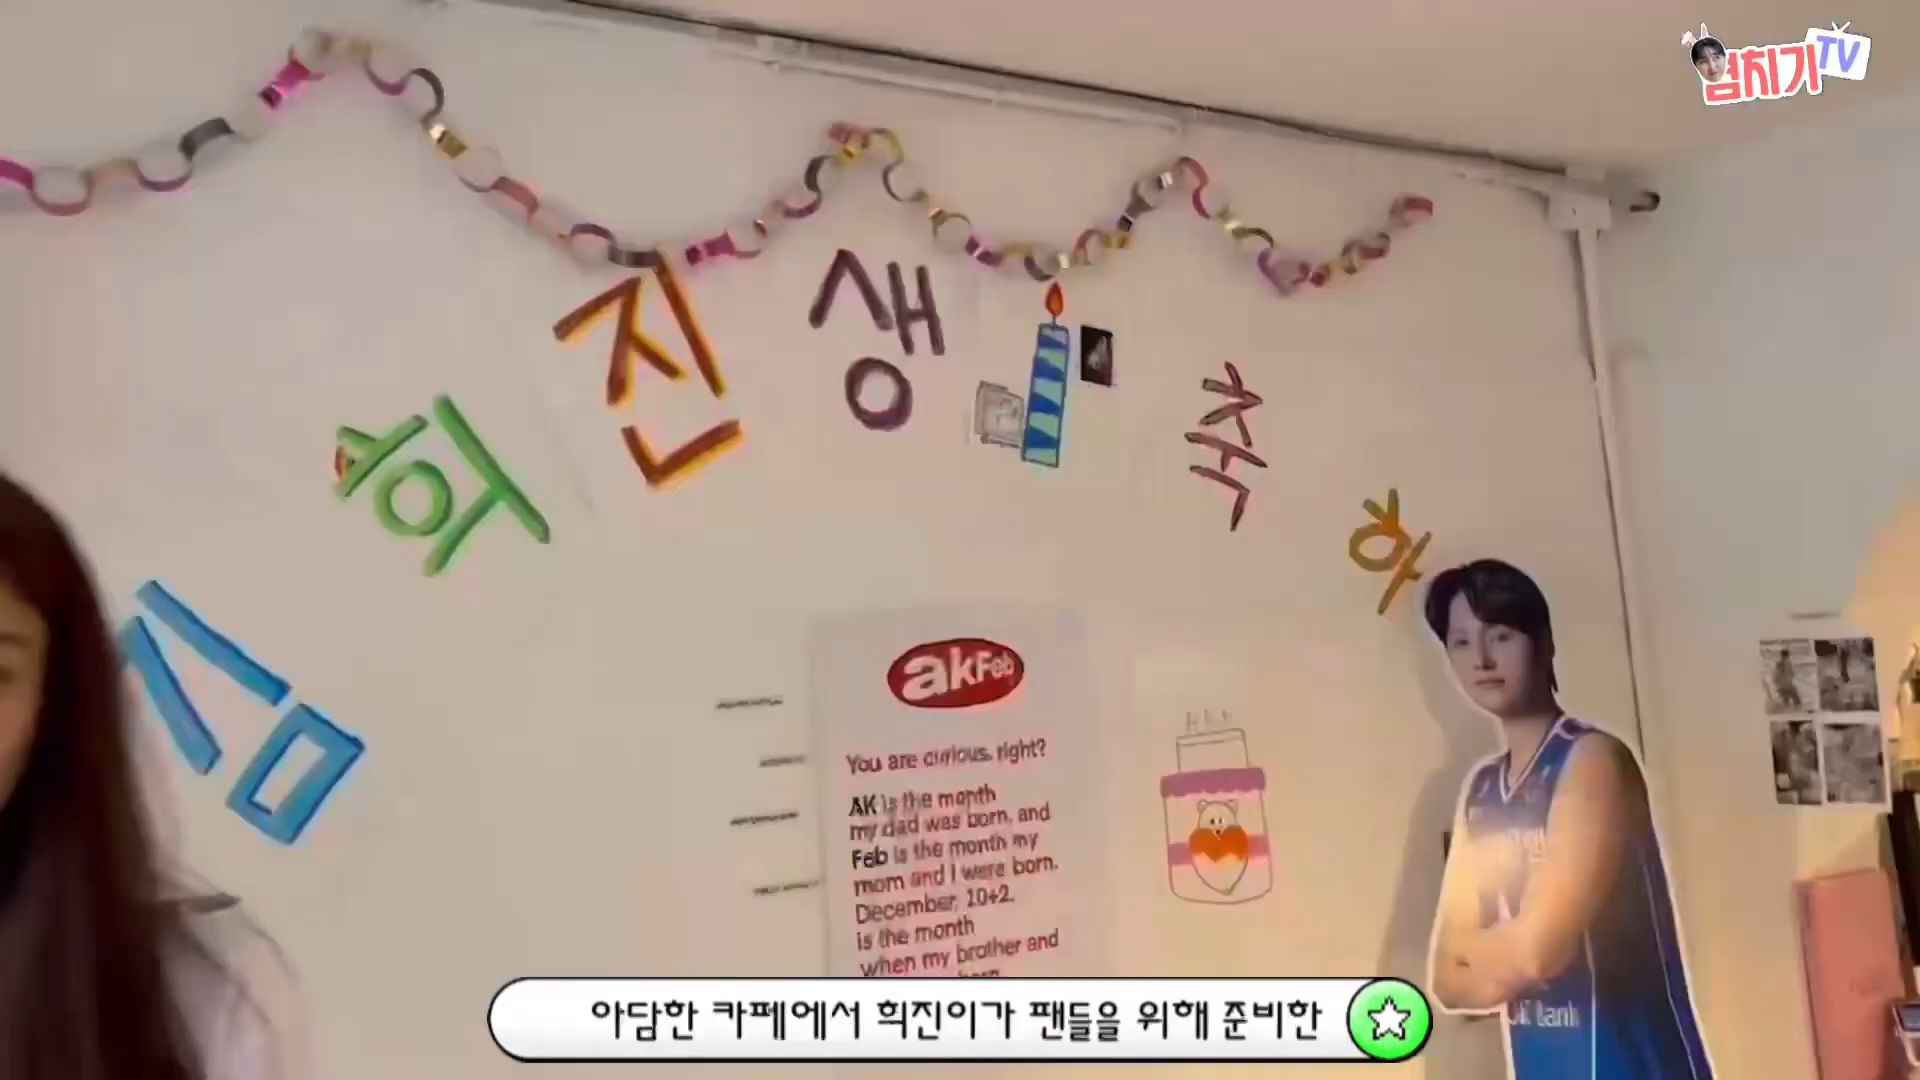 켬치기TV
심 희 진 생 축 하
akFeb
You are curious, right?
AK is the month
my dad was born, and
Feb is the month my
mom and I were born.
December, 10+2.
is the month
when my brother and
born.
아담한 카페에서 희진이가 팬들을 위해 준비한